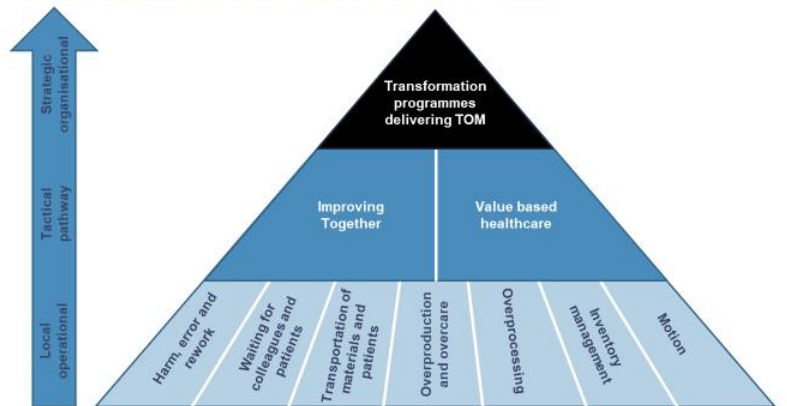 Strategic
organisational
Transformation
programmes
delivering TOM
Tactical
pathway
Improving
Together
Value based
healthcare
Local
operational
Harm, error and
rework
Waiting for
colleagues and
patients
Transportation of
materials and
patients
Overproduction
and overcare
Overprocessing
Inventory
management
Motion